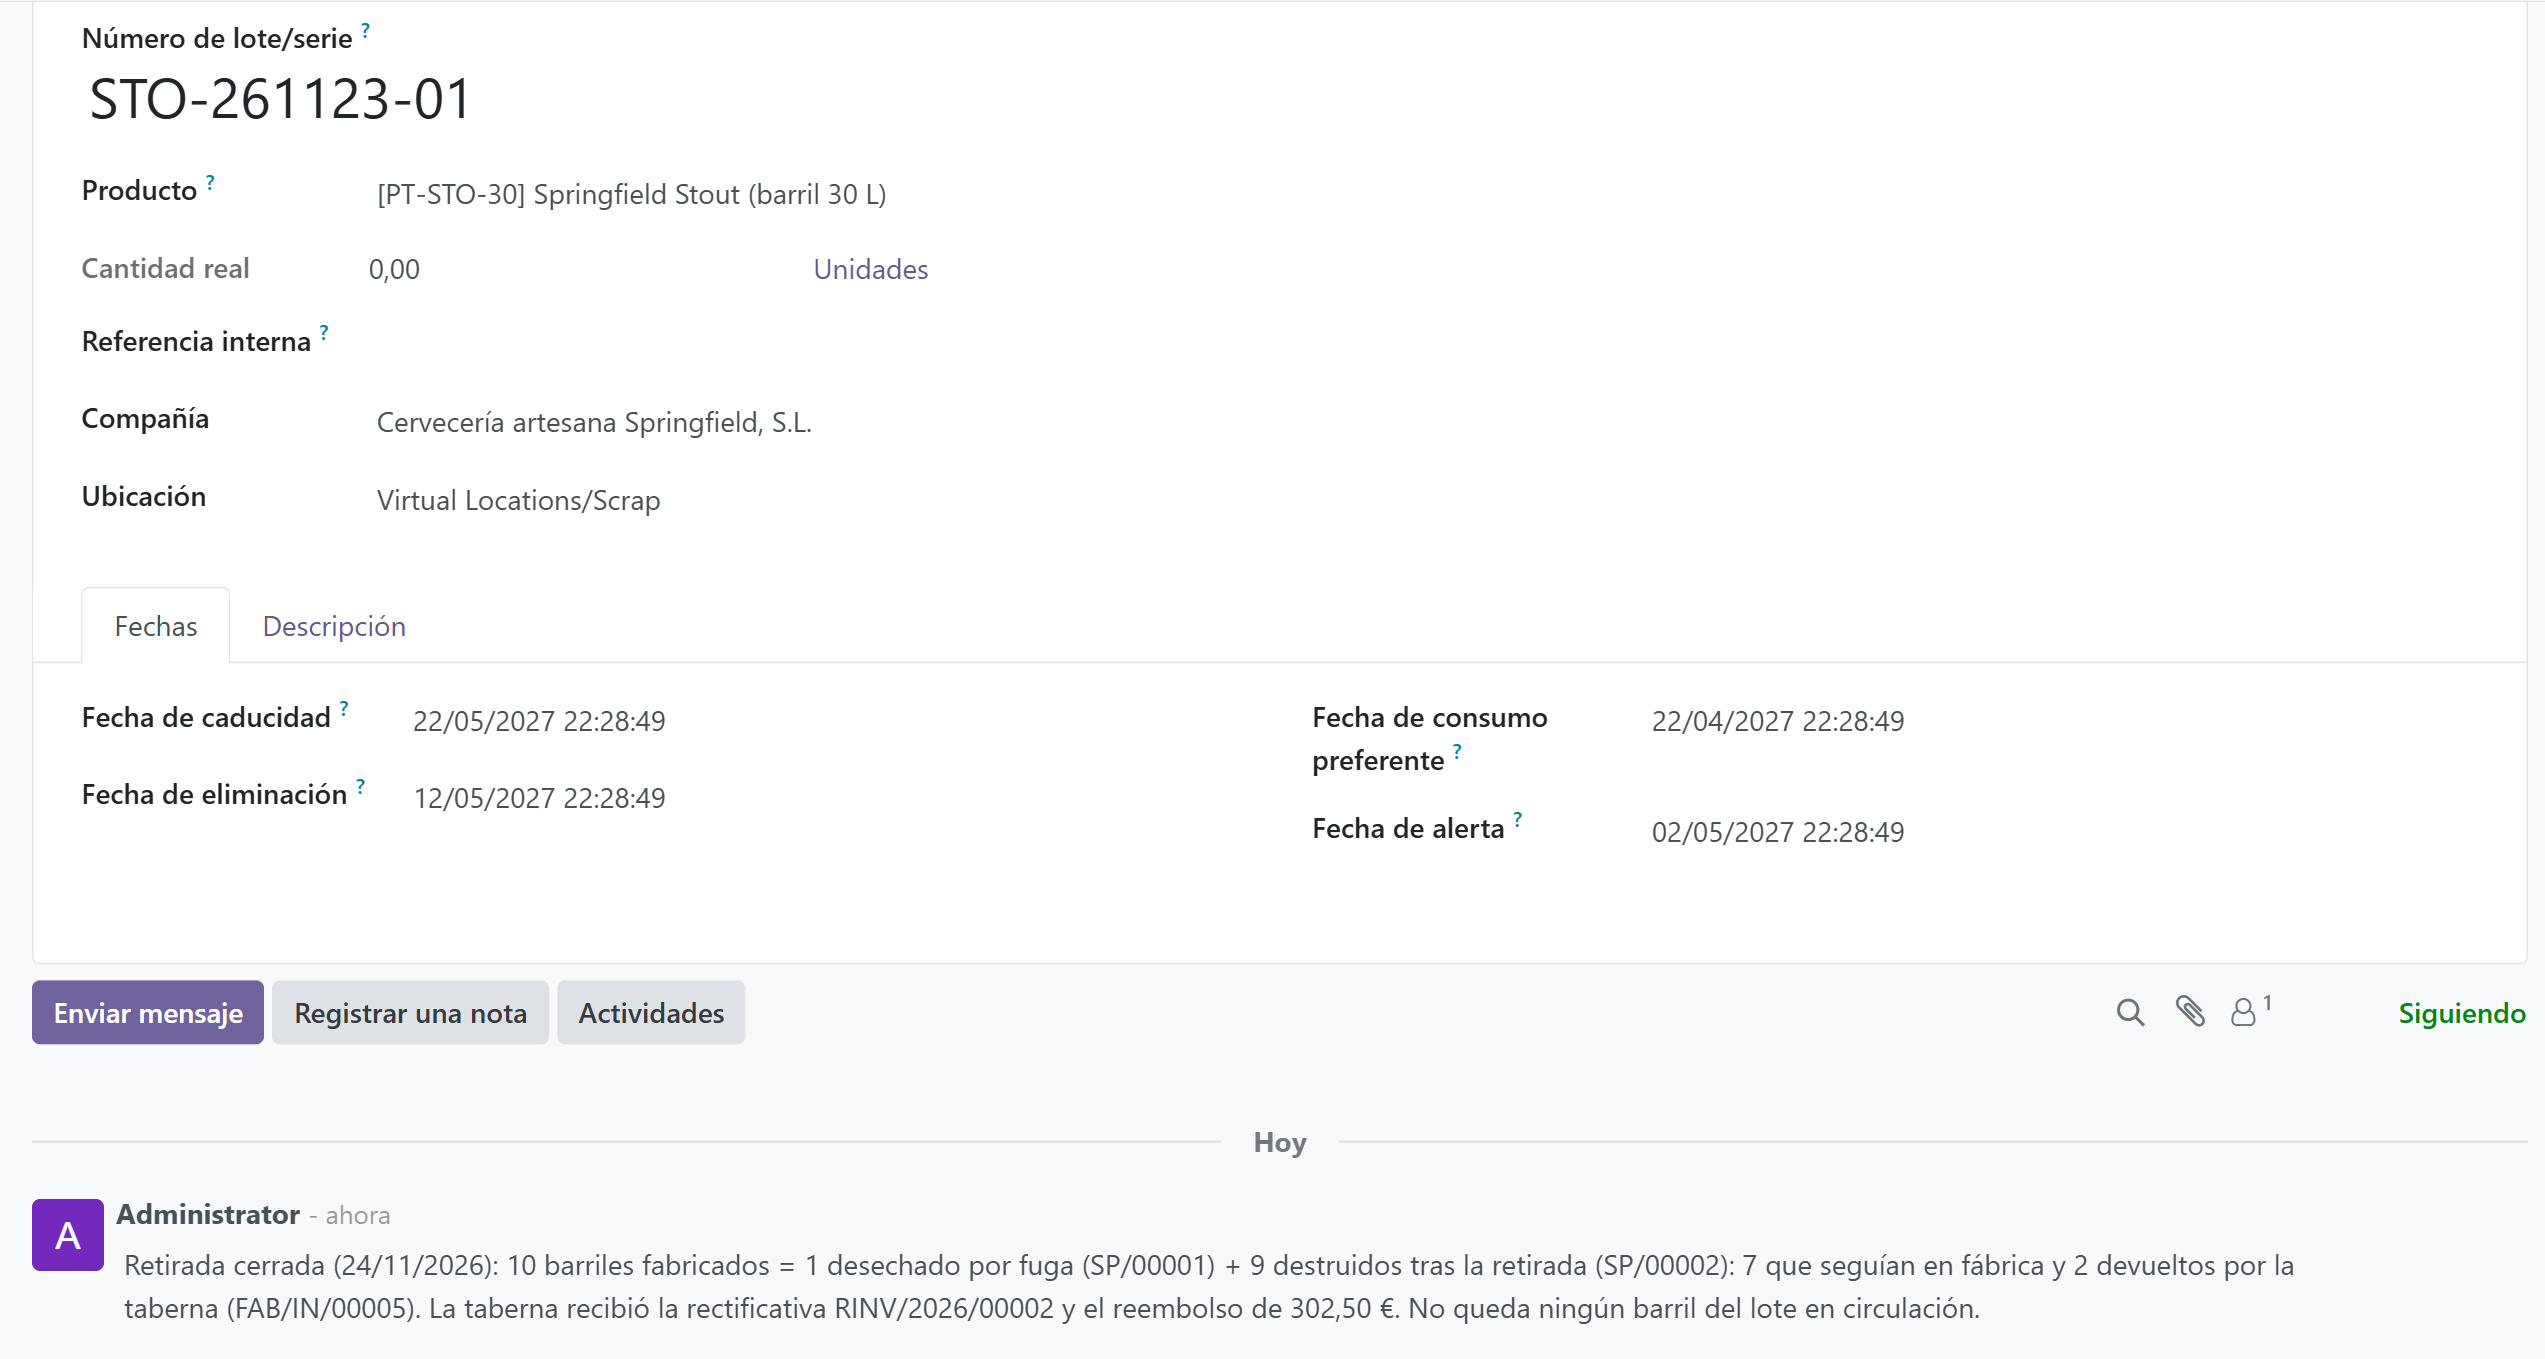 Número de lote/serie ?
STO-261123-01
Producto ? [PT-STO-30] Springfield Stout (barril 30 L)
Cantidad real 0,00 Unidades
Referencia interna ?
Compañía Cervecería artesana Springfield, S.L.
Ubicación Virtual Locations/Scrap
Fechas Descripción
Fecha de caducidad ? 22/05/2027 22:28:49
Fecha de eliminación ? 12/05/2027 22:28:49
Fecha de consumo
preferente ? 22/04/2027 22:28:49
Fecha de alerta ? 02/05/2027 22:28:49
Enviar mensaje Registrar una nota Actividades 1 Siguiendo
Hoy
A
Administrator - ahora
Retirada cerrada (24/11/2026): 10 barriles fabricados = 1 desechado por fuga (SP/00001) + 9 destruidos tras la retirada (SP/00002): 7 que seguían en fábrica y 2 devueltos por la
taberna (FAB/IN/00005). La taberna recibió la rectificativa RINV/2026/00002 y el reembolso de 302,50 €. No queda ningún barril del lote en circulación.